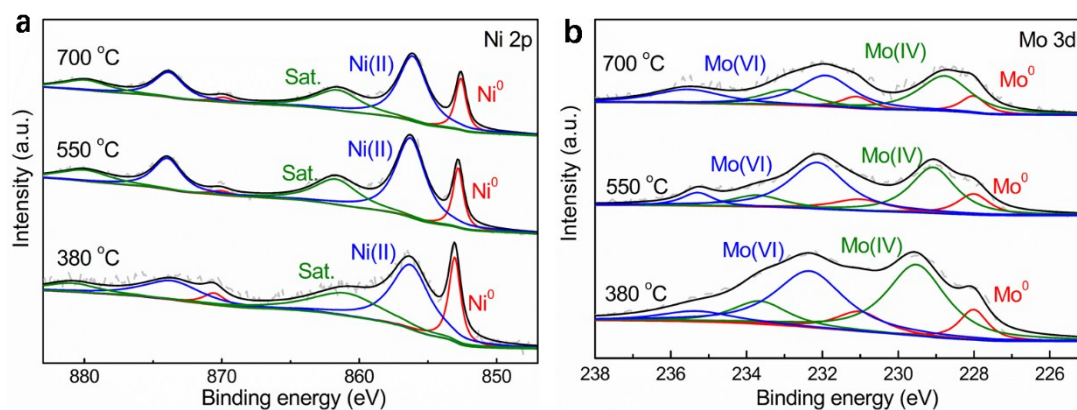 a
Ni 2p
700 °C
Sat.
Ni(II)
Ni⁰
550 °C
Sat.
Ni(II)
Ni⁰
380 °C
Sat.
Ni(II)
Ni⁰
Intensity (a.u.)
880 870 860 850
Binding energy (eV)
b
Mo 3d
700 °C
Mo(VI)
Mo(IV)
Mo⁰
550 °C
Mo(VI)
Mo(IV)
Mo⁰
380 °C
Mo(VI)
Mo(IV)
Mo⁰
Intensity (a.u.)
238 236 234 232 230 228 226
Binding energy (eV)